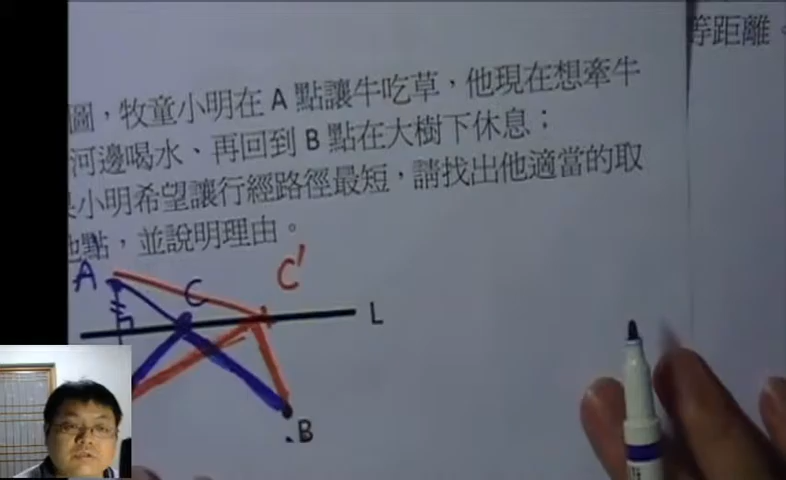 等距離。
圖，牧童小明在 A 點讓牛吃草，他現在想牽牛
河邊喝水、再回到 B 點在大樹下休息；
小明希望讓行經路徑最短，請找出他適當的取
點，並說明理由。
A
C
C'
L
B